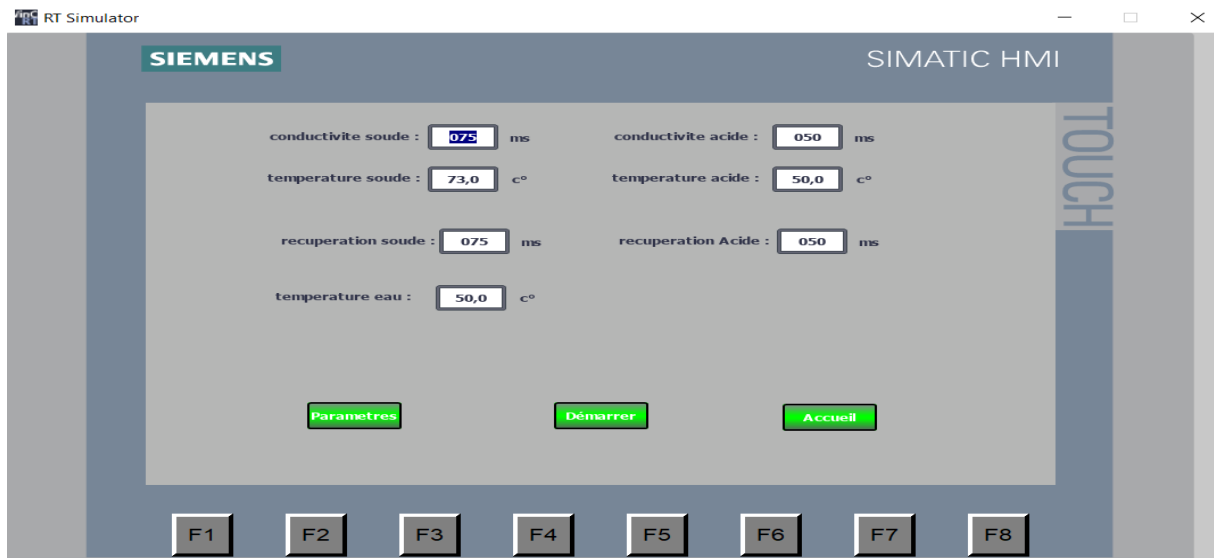 RT Simulator
SIEMENS SIMATIC HMI
TOUCH
conductivite soude : 075 ms conductivite acide : 050 ms
temperature soude : 73,0 c° temperature acide : 50,0 c°
recuperation soude : 075 ms recuperation Acide : 050 ms
temperature eau : 50,0 c°
Parametres Démarrer Accueil
F1 F2 F3 F4 F5 F6 F7 F8